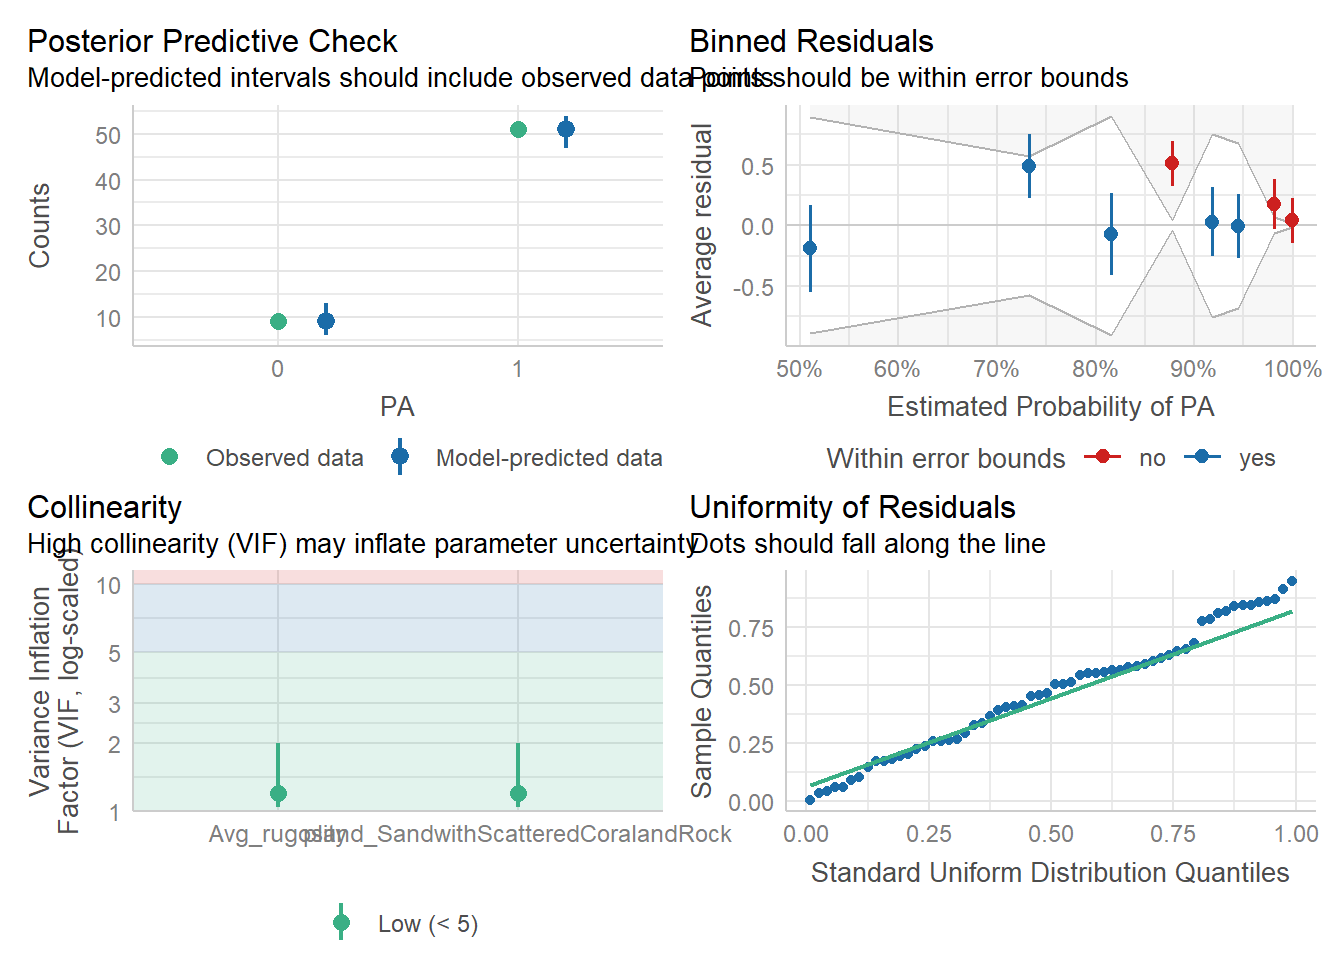 Posterior Predictive Check
Model-predicted intervals should include observed data points
50
40
30
20
10
Counts
0
1
PA
Observed data
Model-predicted data
Binned Residuals
Points should be within error bounds
0.5
0.0
-0.5
Average residual
50%
60%
70%
80%
90%
100%
Estimated Probability of PA
Within error bounds
no
yes
Collinearity
High collinearity (VIF) may inflate parameter uncertainty
10
5
3
2
1
Variance Inflation
Factor (VIF, log-scaled)
Avg_rugosity
pland_SandwithScatteredCoralandRock
Low (< 5)
Uniformity of Residuals
Dots should fall along the line
0.75
0.50
0.25
0.00
Sample Quantiles
0.00
0.25
0.50
0.75
1.00
Standard Uniform Distribution Quantiles